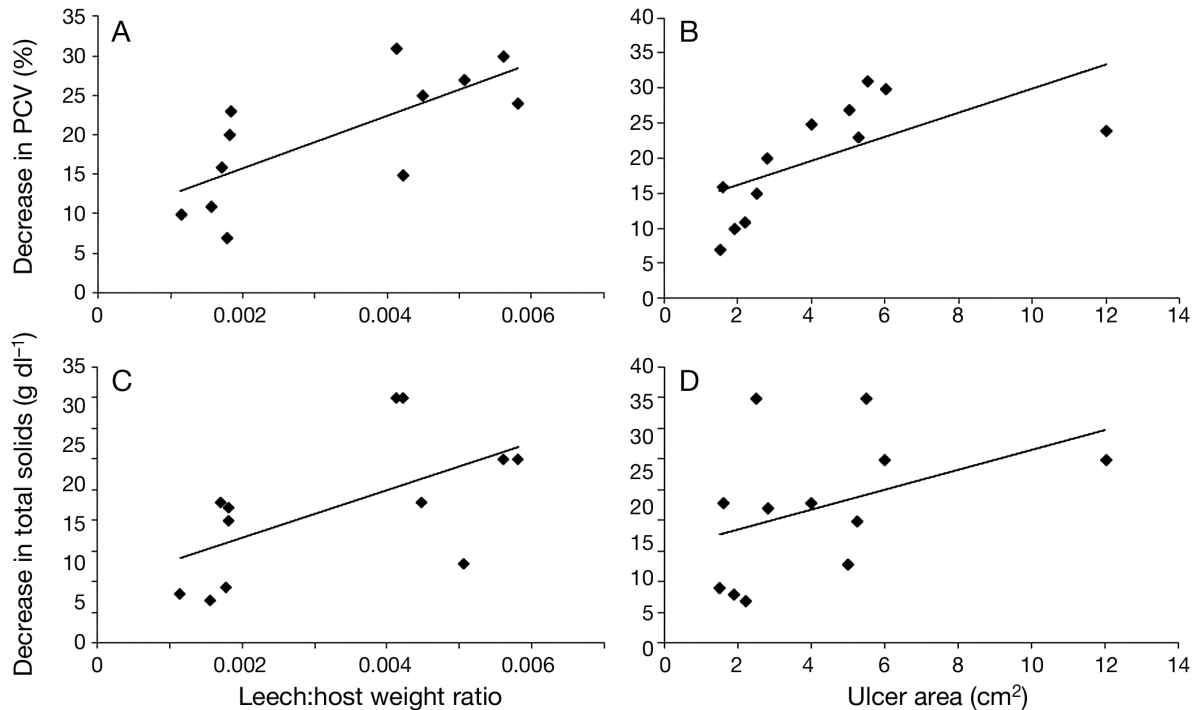 A
Decrease in PCV (%)
35
30
25
20
15
10
5
0
0 0.002 0.004 0.006
B
40
35
30
25
20
15
10
5
0
0 2 4 6 8 10 12 14
C
Decrease in total solids (g dl⁻¹)
35
30
25
20
15
10
5
0
0 0.002 0.004 0.006
Leech:host weight ratio
D
40
35
30
25
20
15
10
5
0
0 2 4 6 8 10 12 14
Ulcer area (cm²)